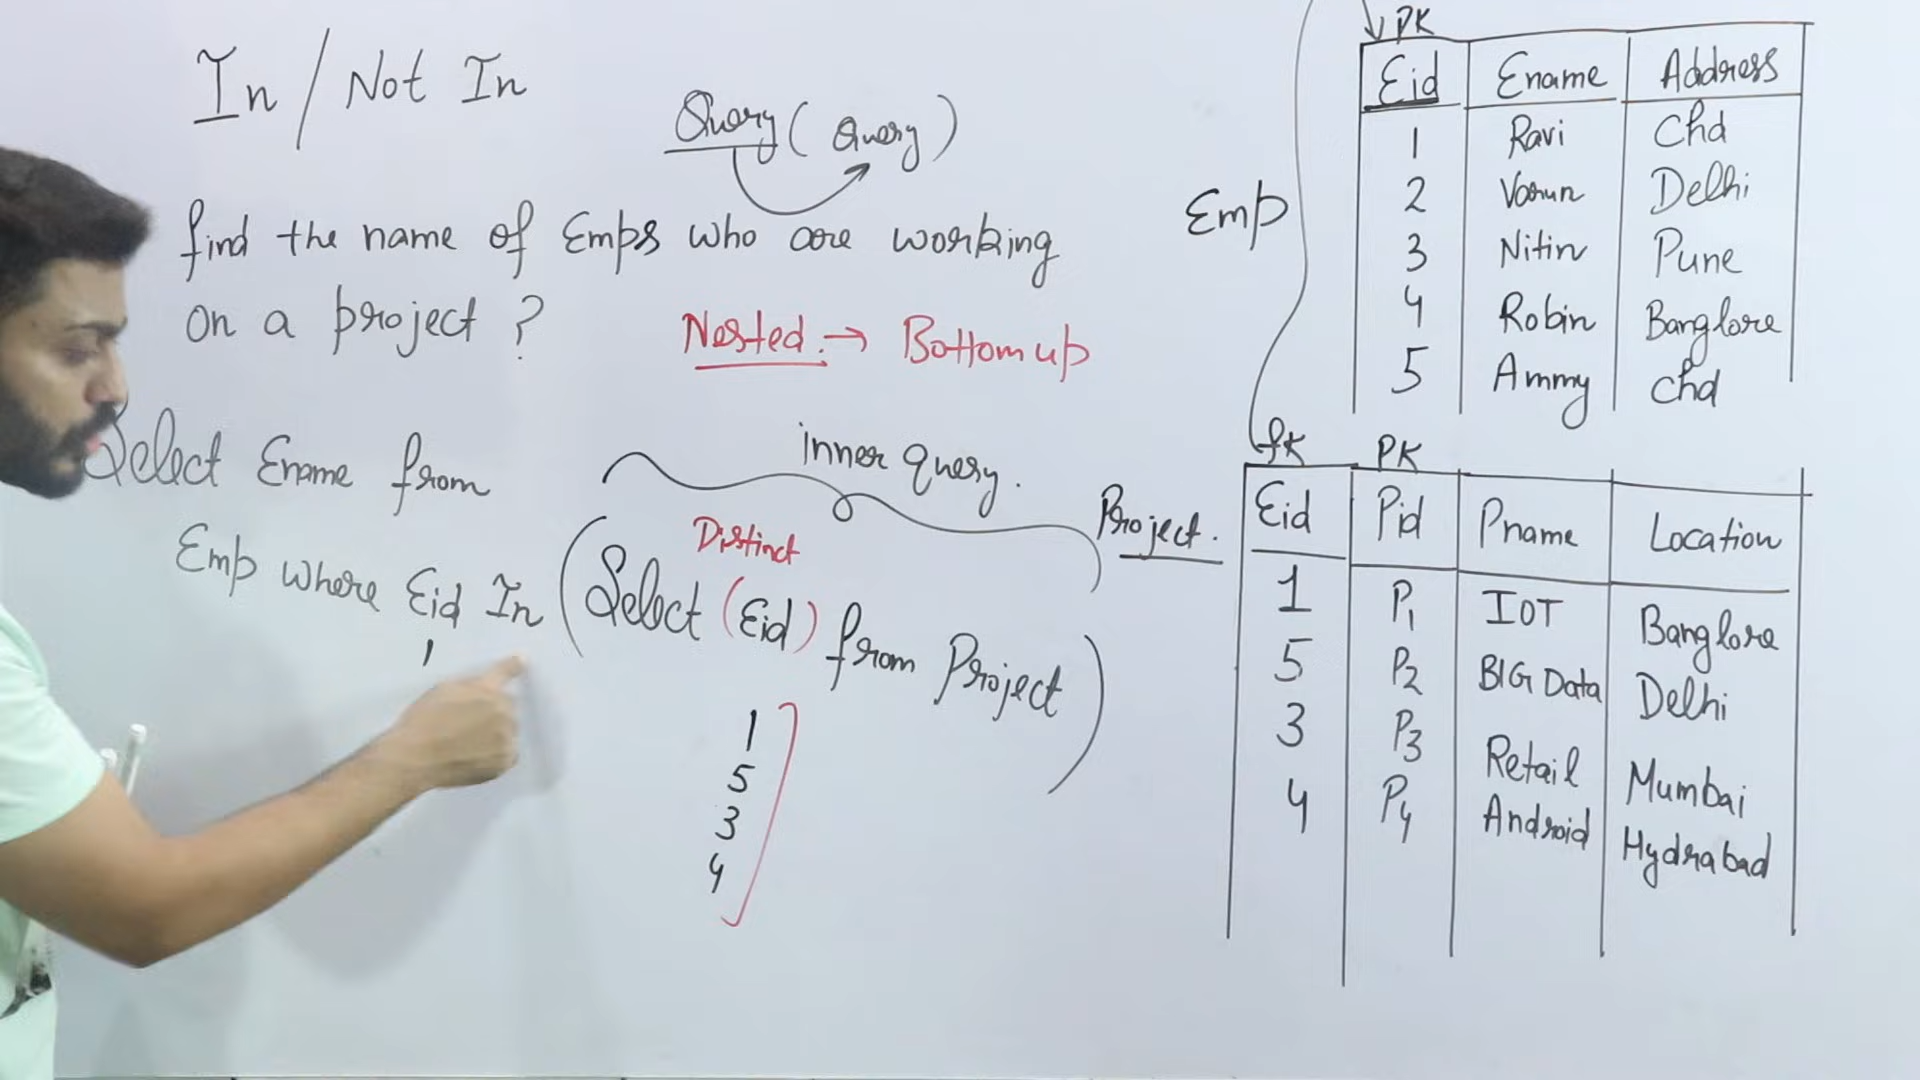 In / Not In
Query ( Query )
find the name of Emps who are working
on a project ?
Nested. → Bottom up
Select Ename from
inner query.
Distinct
Emp where Eid In ( Select (Eid) from Project )
1
1
5
3
4
PK
Eid Ename Address
1 Ravi Chd
2 Varun Delhi
Emp
3 Nitin Pune
4 Robin Banglore
5 Ammy Chd
fk PK
Project.
Eid Pid Pname Location
1 P1 IOT Banglore
5 P2 BIG Data Delhi
3 P3 Retail Mumbai
4 P4 Android Hydrabad